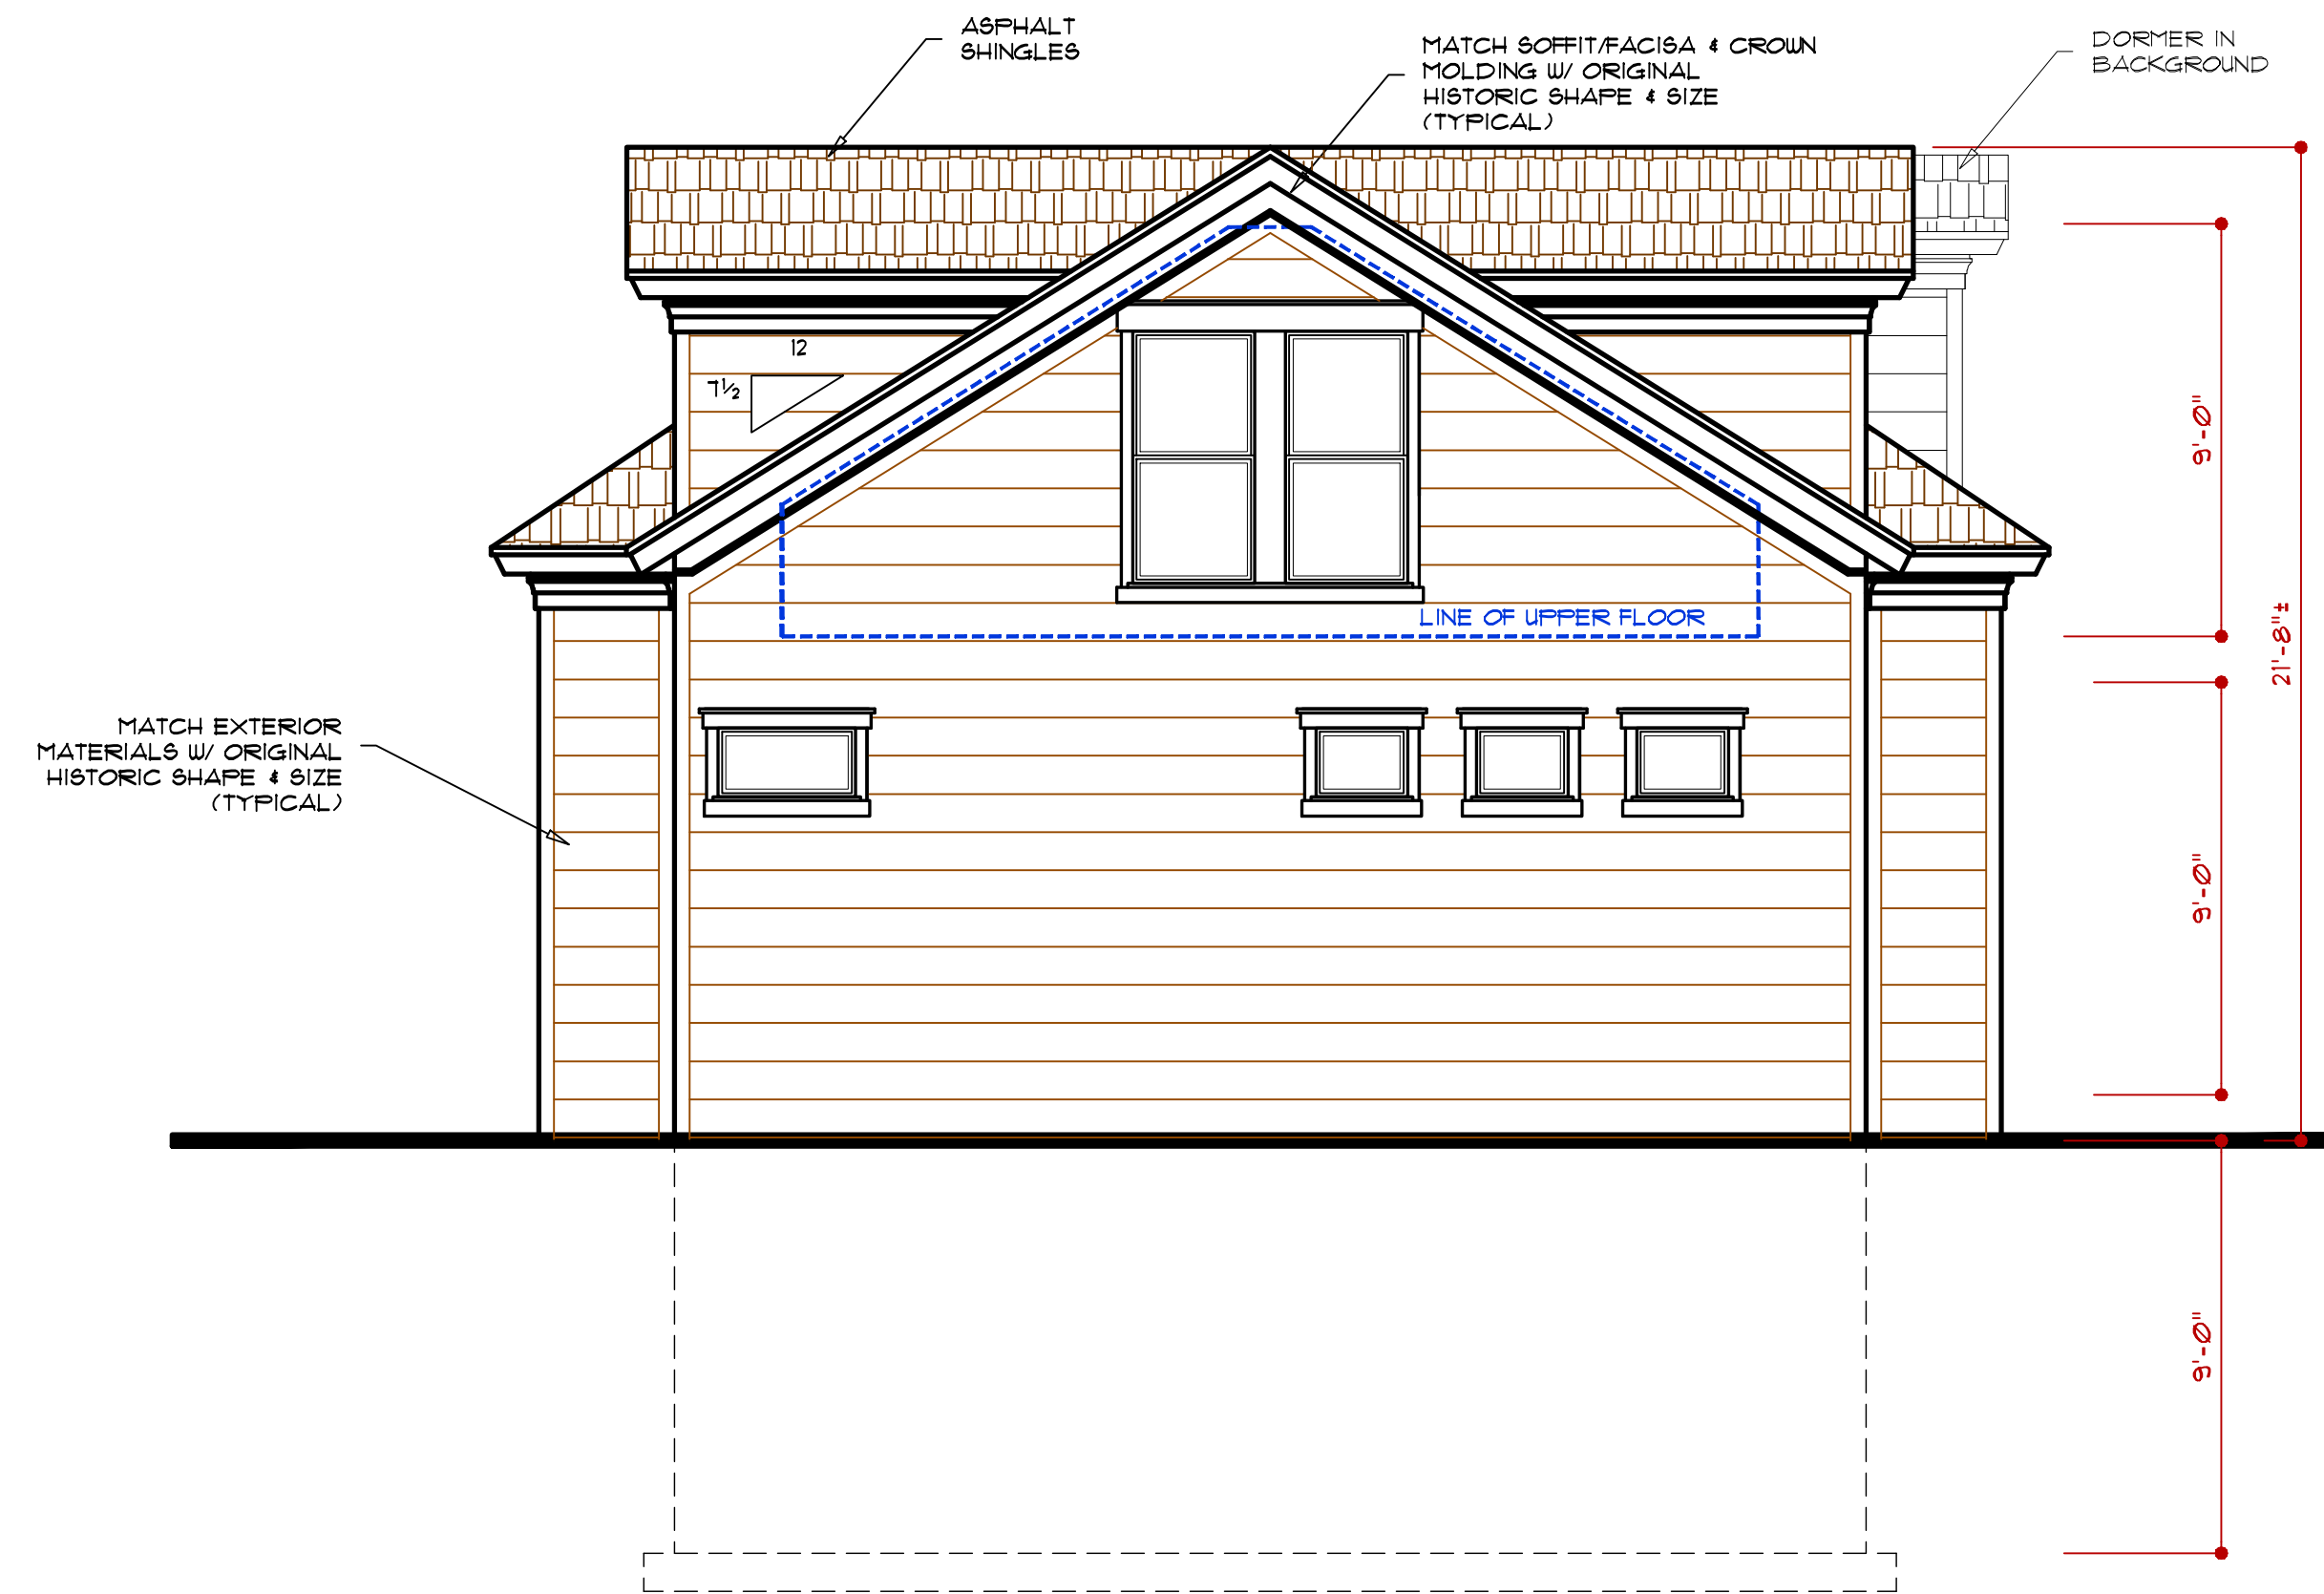 ASPHALT
SHINGLES
MATCH SOFFIT/FACISA & CROWN
MOLDING W/ ORIGINAL
HISTORIC SHAPE & SIZE
(TYPICAL)
DORMER IN
BACKGROUND
12
7½
9'-0"
21'-8"±
LINE OF UPPER FLOOR
MATCH EXTERIOR
MATERIALS W/ ORIGINAL
HISTORIC SHAPE & SIZE
(TYPICAL)
9'-0"
9'-0"